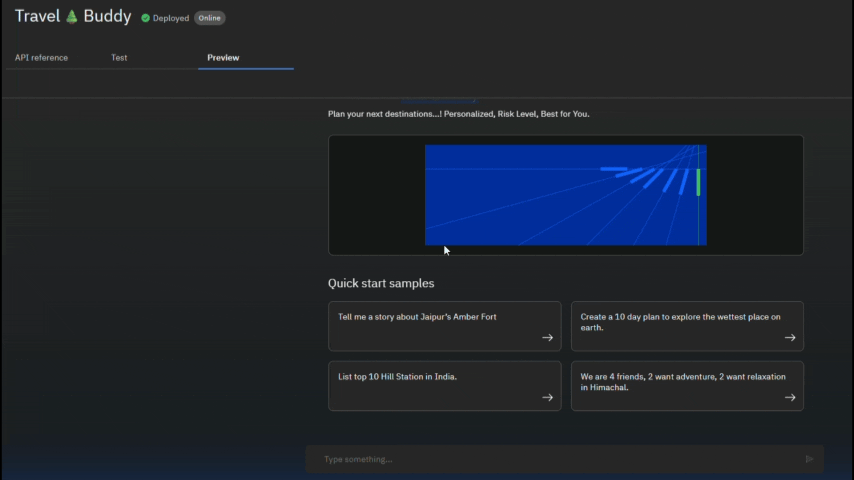 Travel 🌲 Buddy Deployed Online
API reference Test Preview
Plan your next destinations...! Personalized, Risk Level, Best for You.
Quick start samples
Tell me a story about Jaipur's Amber Fort
Create a 10 day plan to explore the wettest place on
earth.
List top 10 Hill Station in India.
We are 4 friends, 2 want adventure, 2 want relaxation
in Himachal.
Type something...